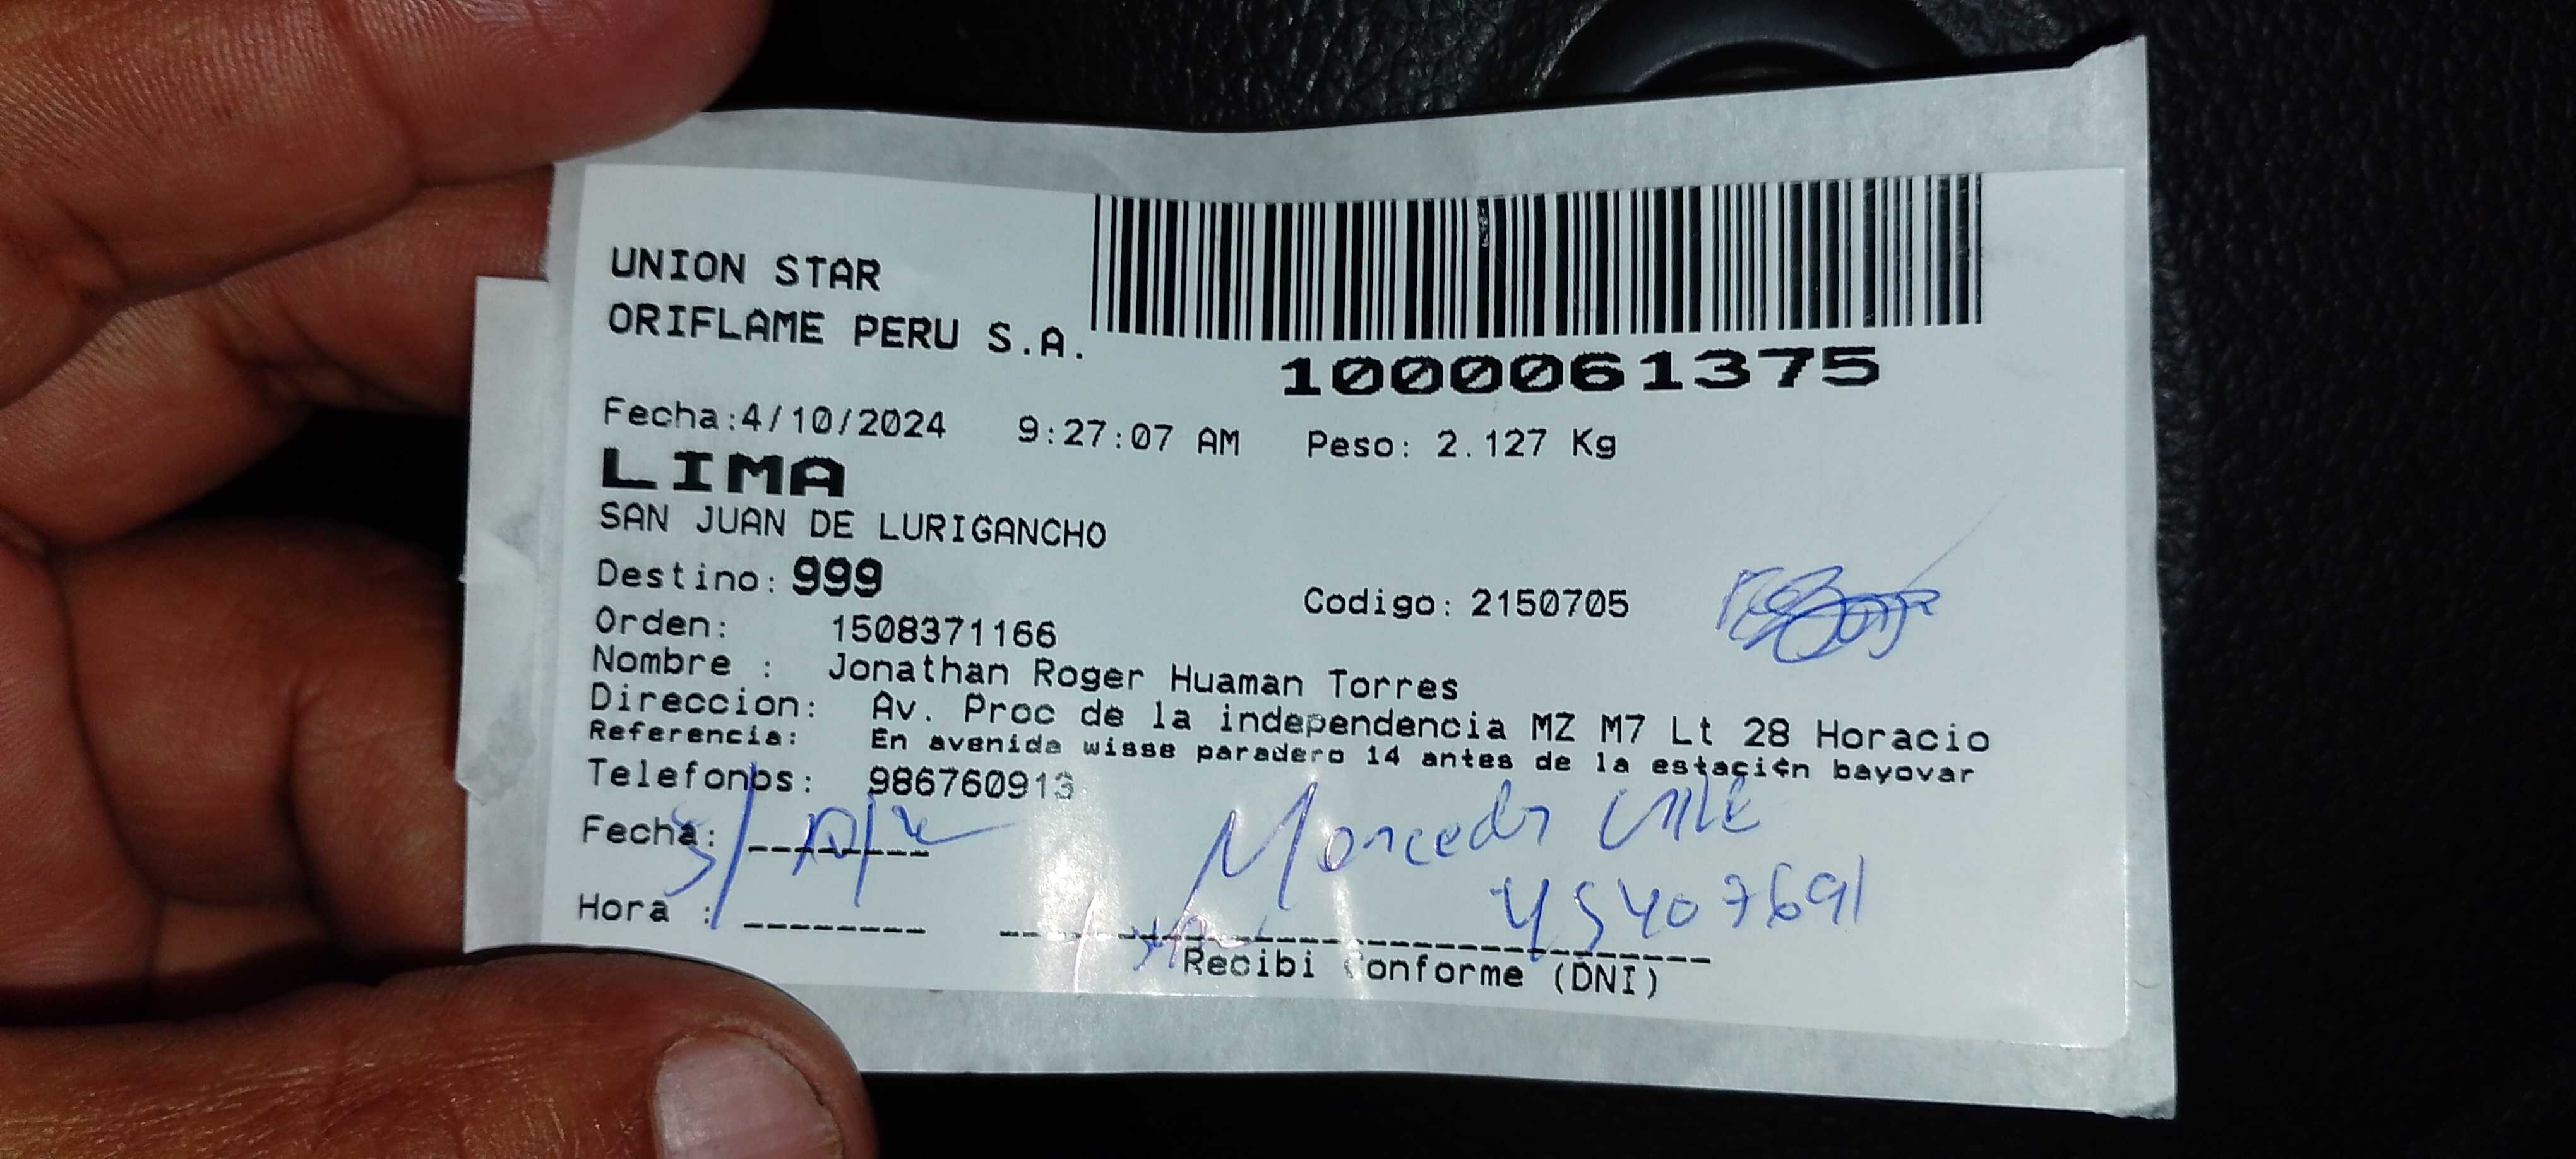 UNION STAR
ORIFLAME PERU S.A.
1000061375
Fecha:4/10/2024 9:27:07 AM Peso: 2.127 Kg
LIMA
SAN JUAN DE LURIGANCHO
Destino: 999 Codigo: 2150705
Orden: 1508371166
Nombre : Jonathan Roger Huaman Torres
Direccion: Av. Proc de la independencia MZ M7 Lt 28 Horacio
Referencia: En avenida wisse paradero 14 antes de la estaci¢n bayovar
Telefonos: 986760913
Fecha:
45407691
Hora :
Recibi Conforme (DNI)